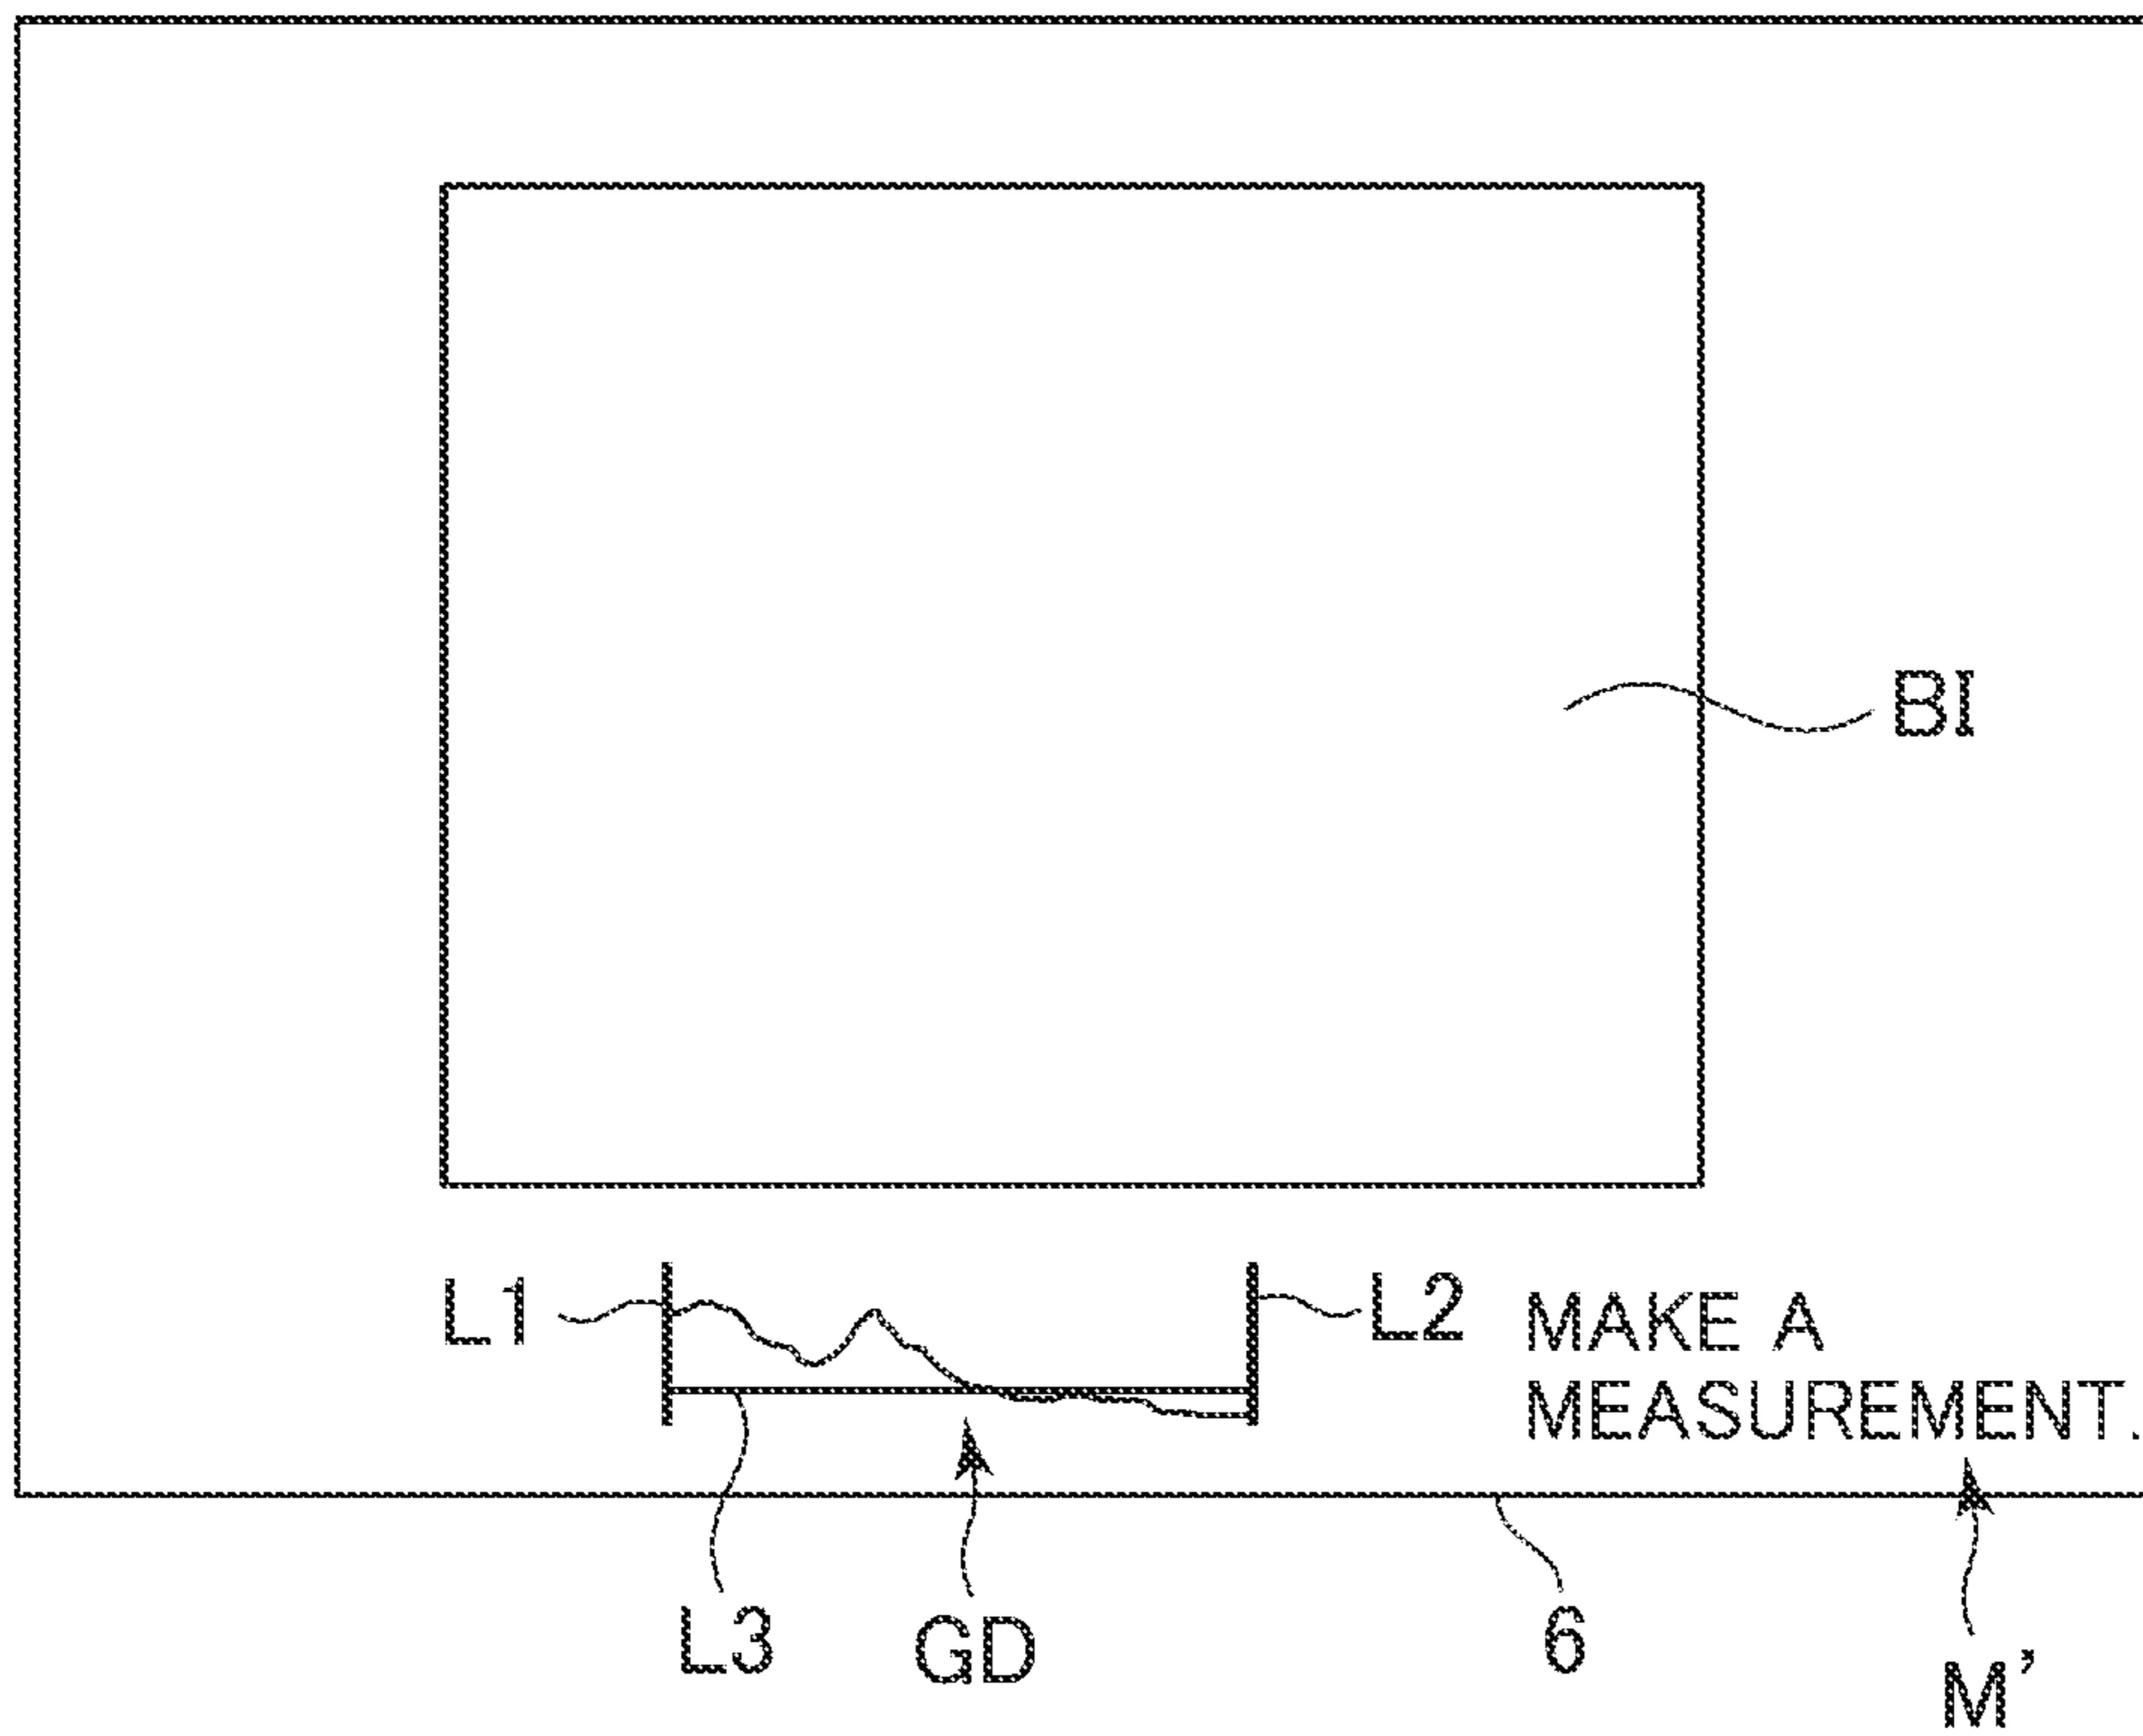 BI
L1
L2
MAKE A
MEASUREMENT.
L3
GD
6
M’